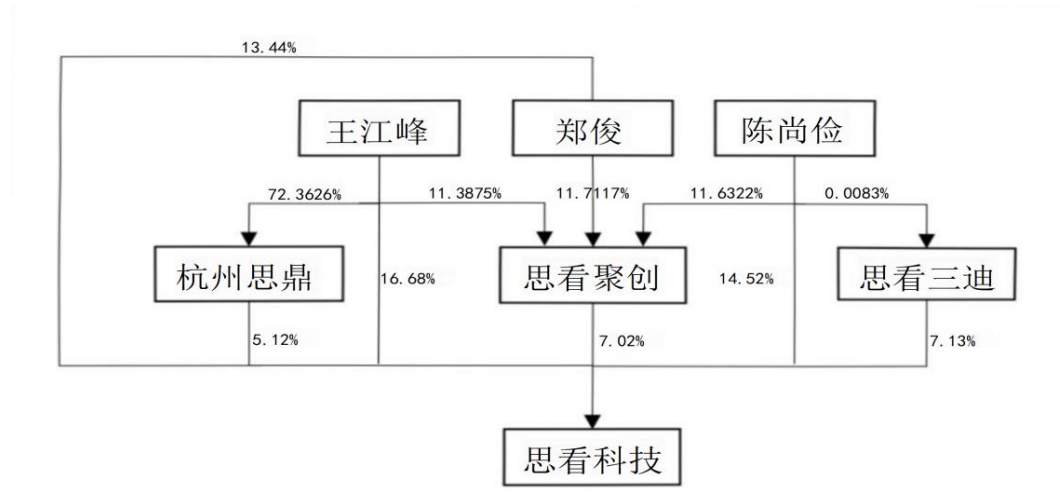 13.44%
王江峰
郑俊
陈尚俭
72.3626%
11.3875%
11.7117%
11.6322%
0.0083%
杭州思鼎
16.68%
思看聚创
14.52%
思看三迪
5.12%
7.02%
7.13%
思看科技